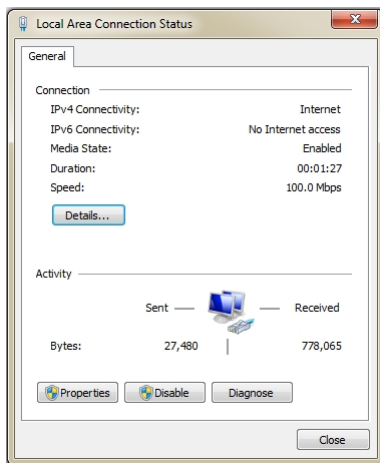 Local Area Connection Status
General
Connection
IPv4 Connectivity: Internet
IPv6 Connectivity: No Internet access
Media State: Enabled
Duration: 00:01:27
Speed: 100.0 Mbps
Details...
Activity
Sent Received
Bytes: 27,480 778,065
Properties Disable Diagnose
Close